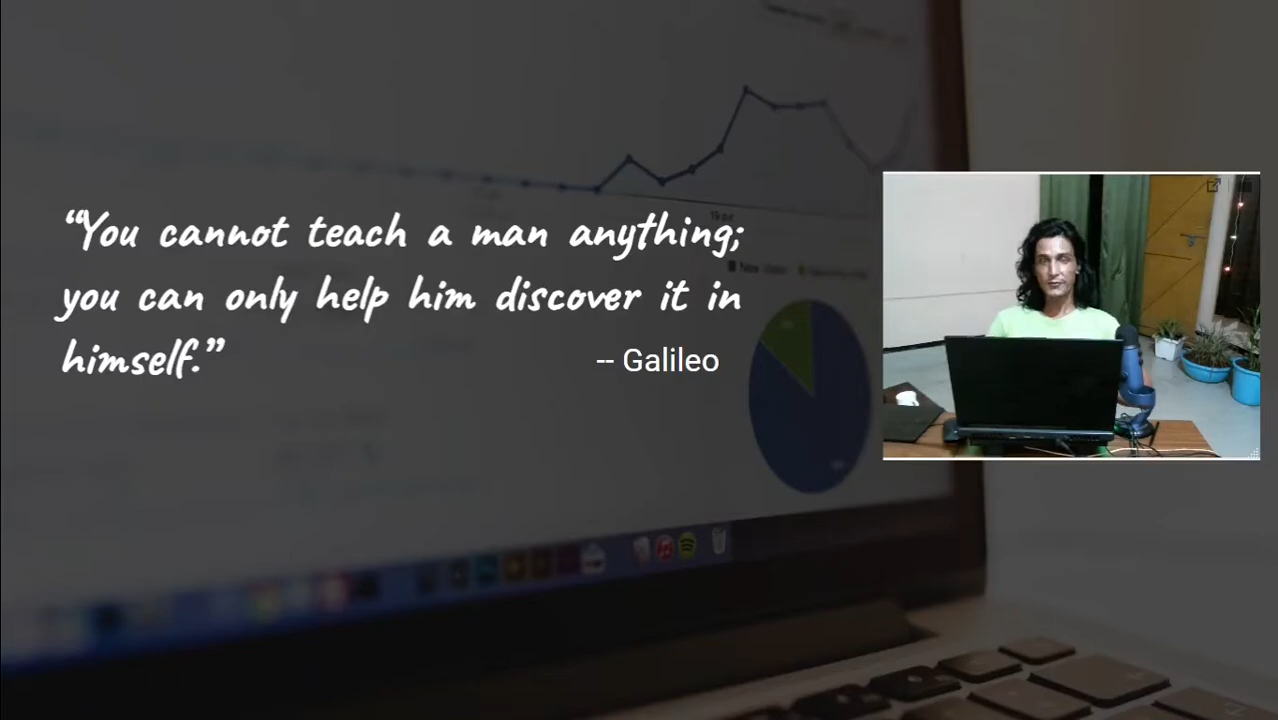 “You cannot teach a man anything;
you can only help him discover it in
himself.”
-- Galileo